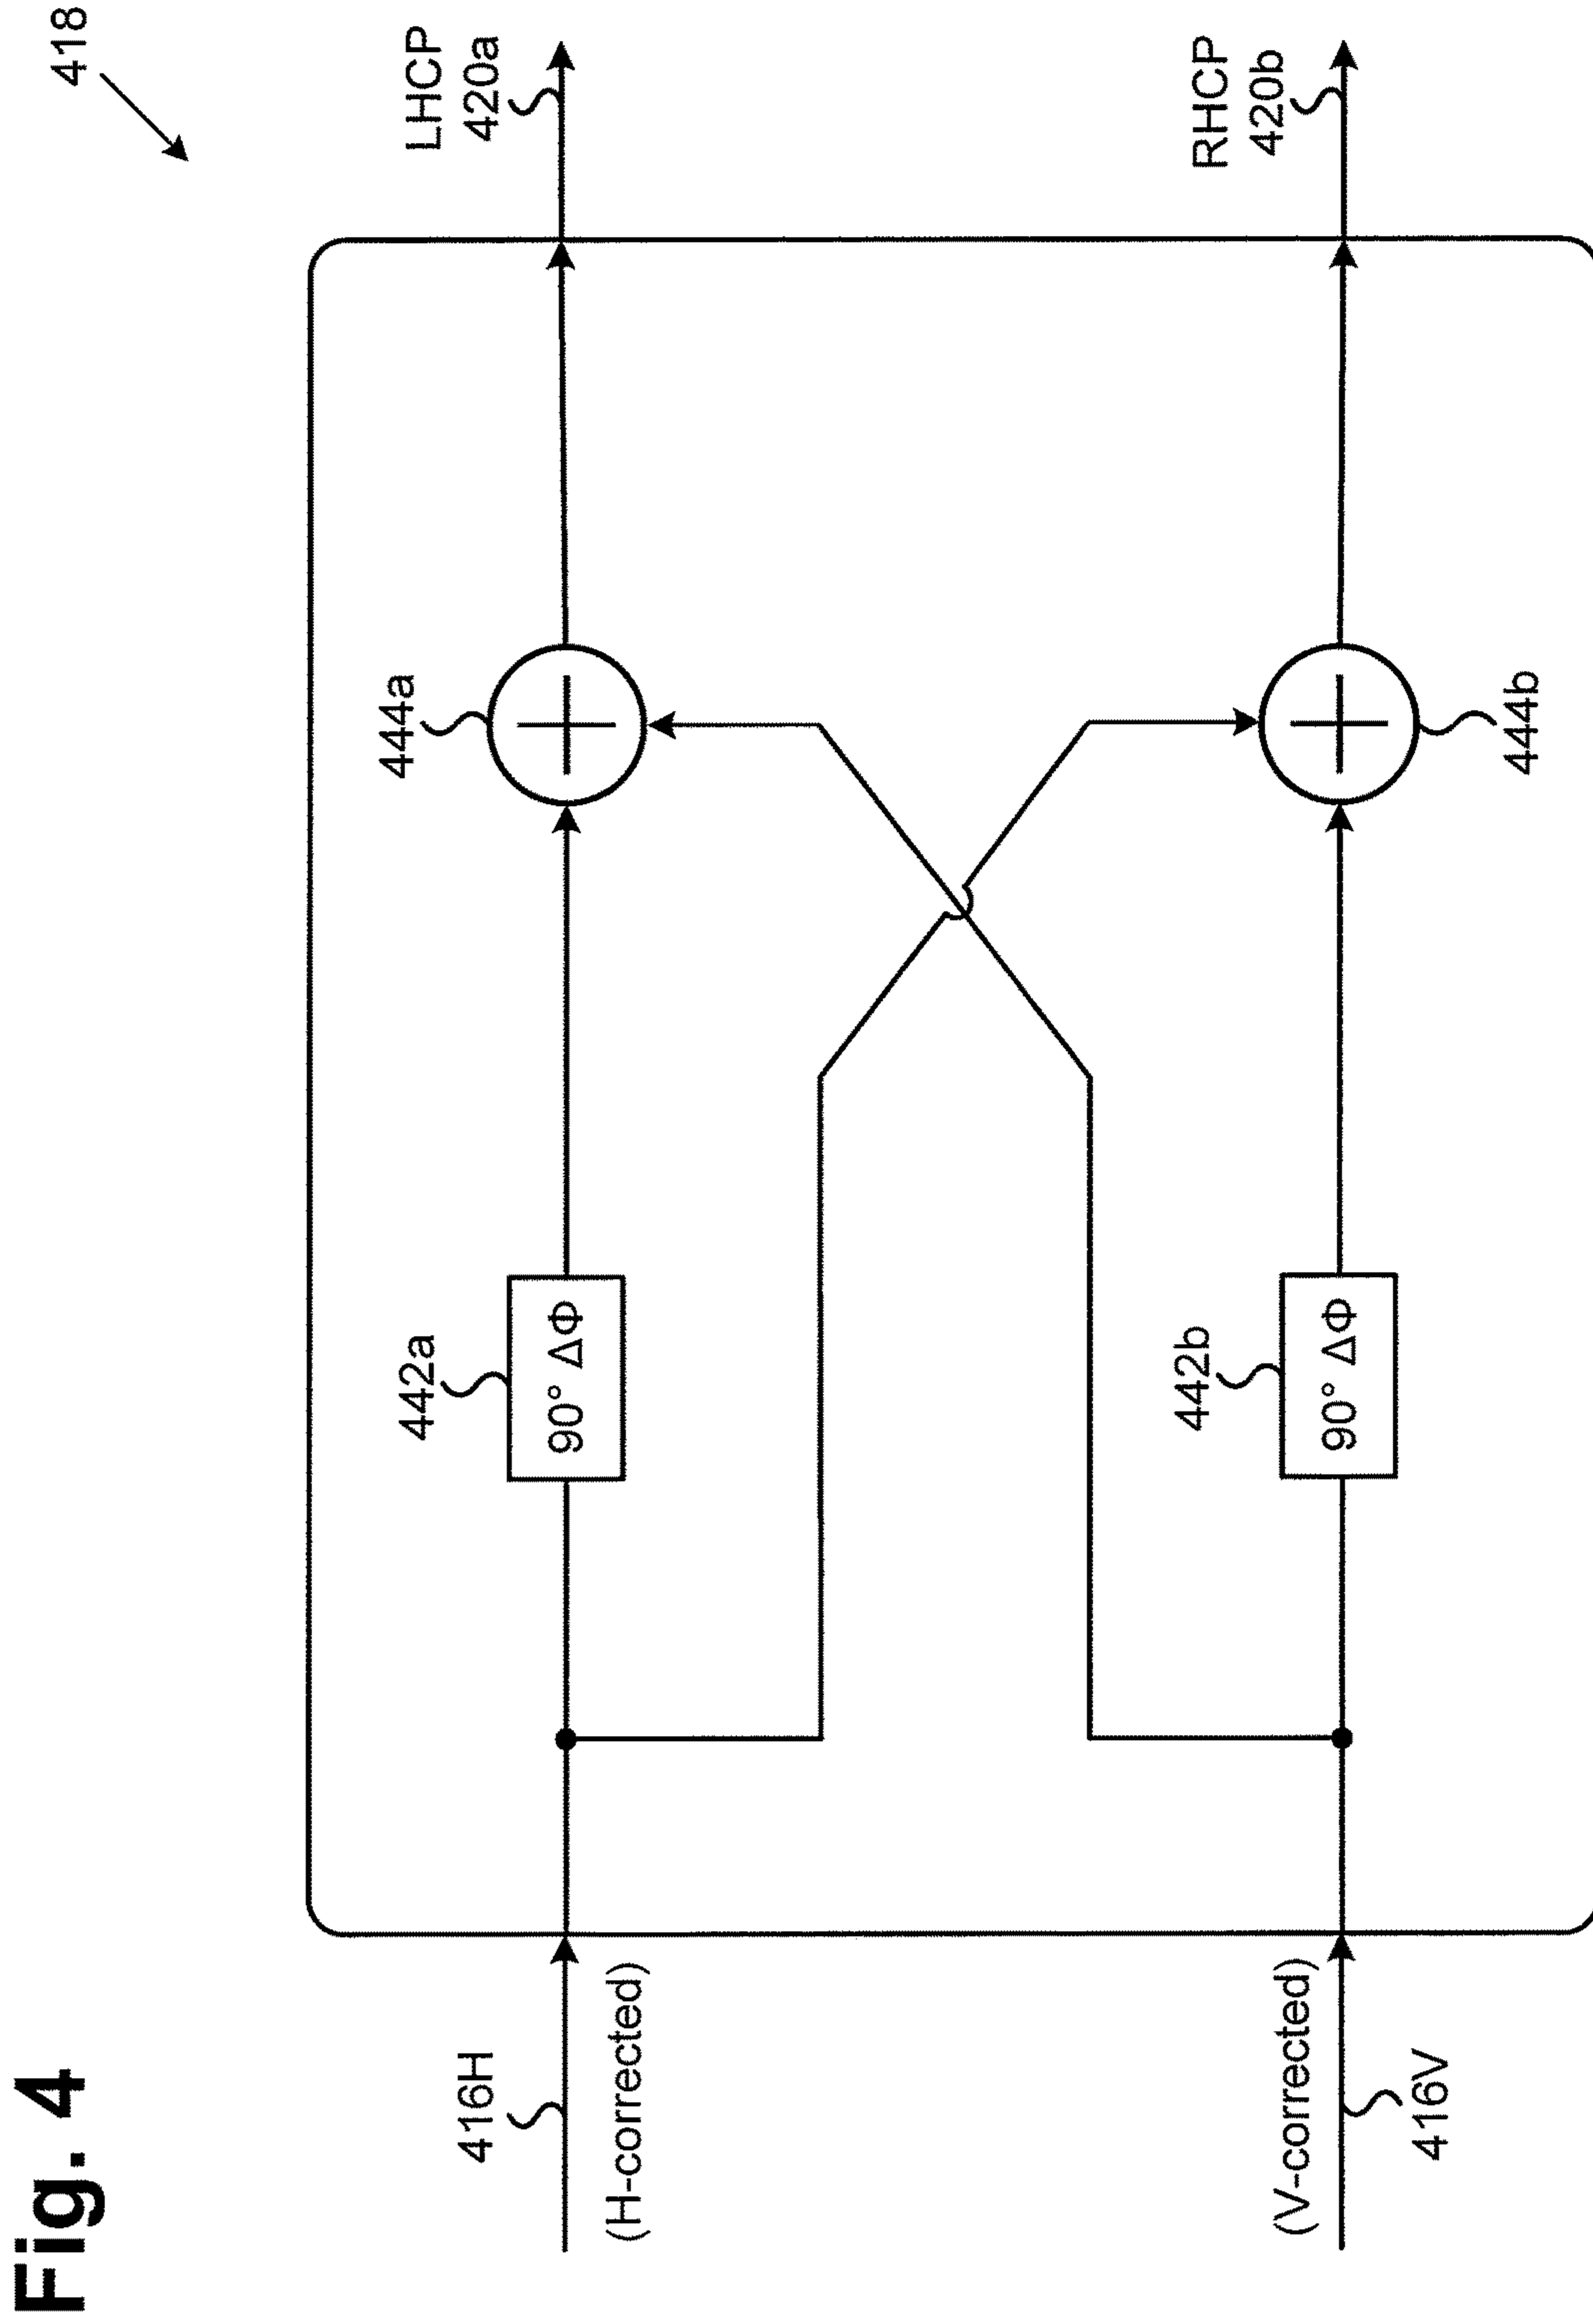 Fig. 4
418
416H
(H-corrected)
442a
90° ΔΦ
444a
LHCP
420a
(V-corrected)
416V
442b
90° ΔΦ
444b
RHCP
420b